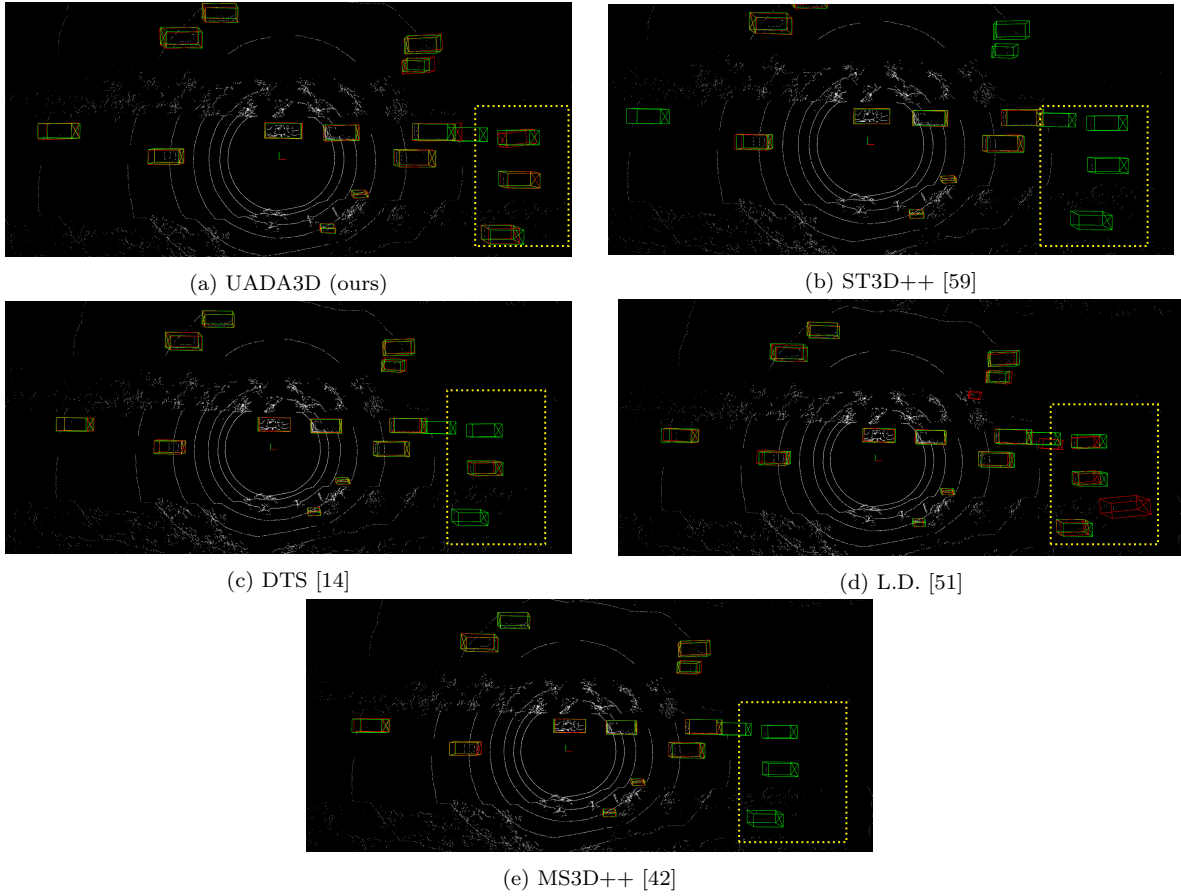 (a) UADA3D (ours)
(b) ST3D++ [59]
(c) DTS [14]
(d) L.D. [51]
(e) MS3D++ [42]